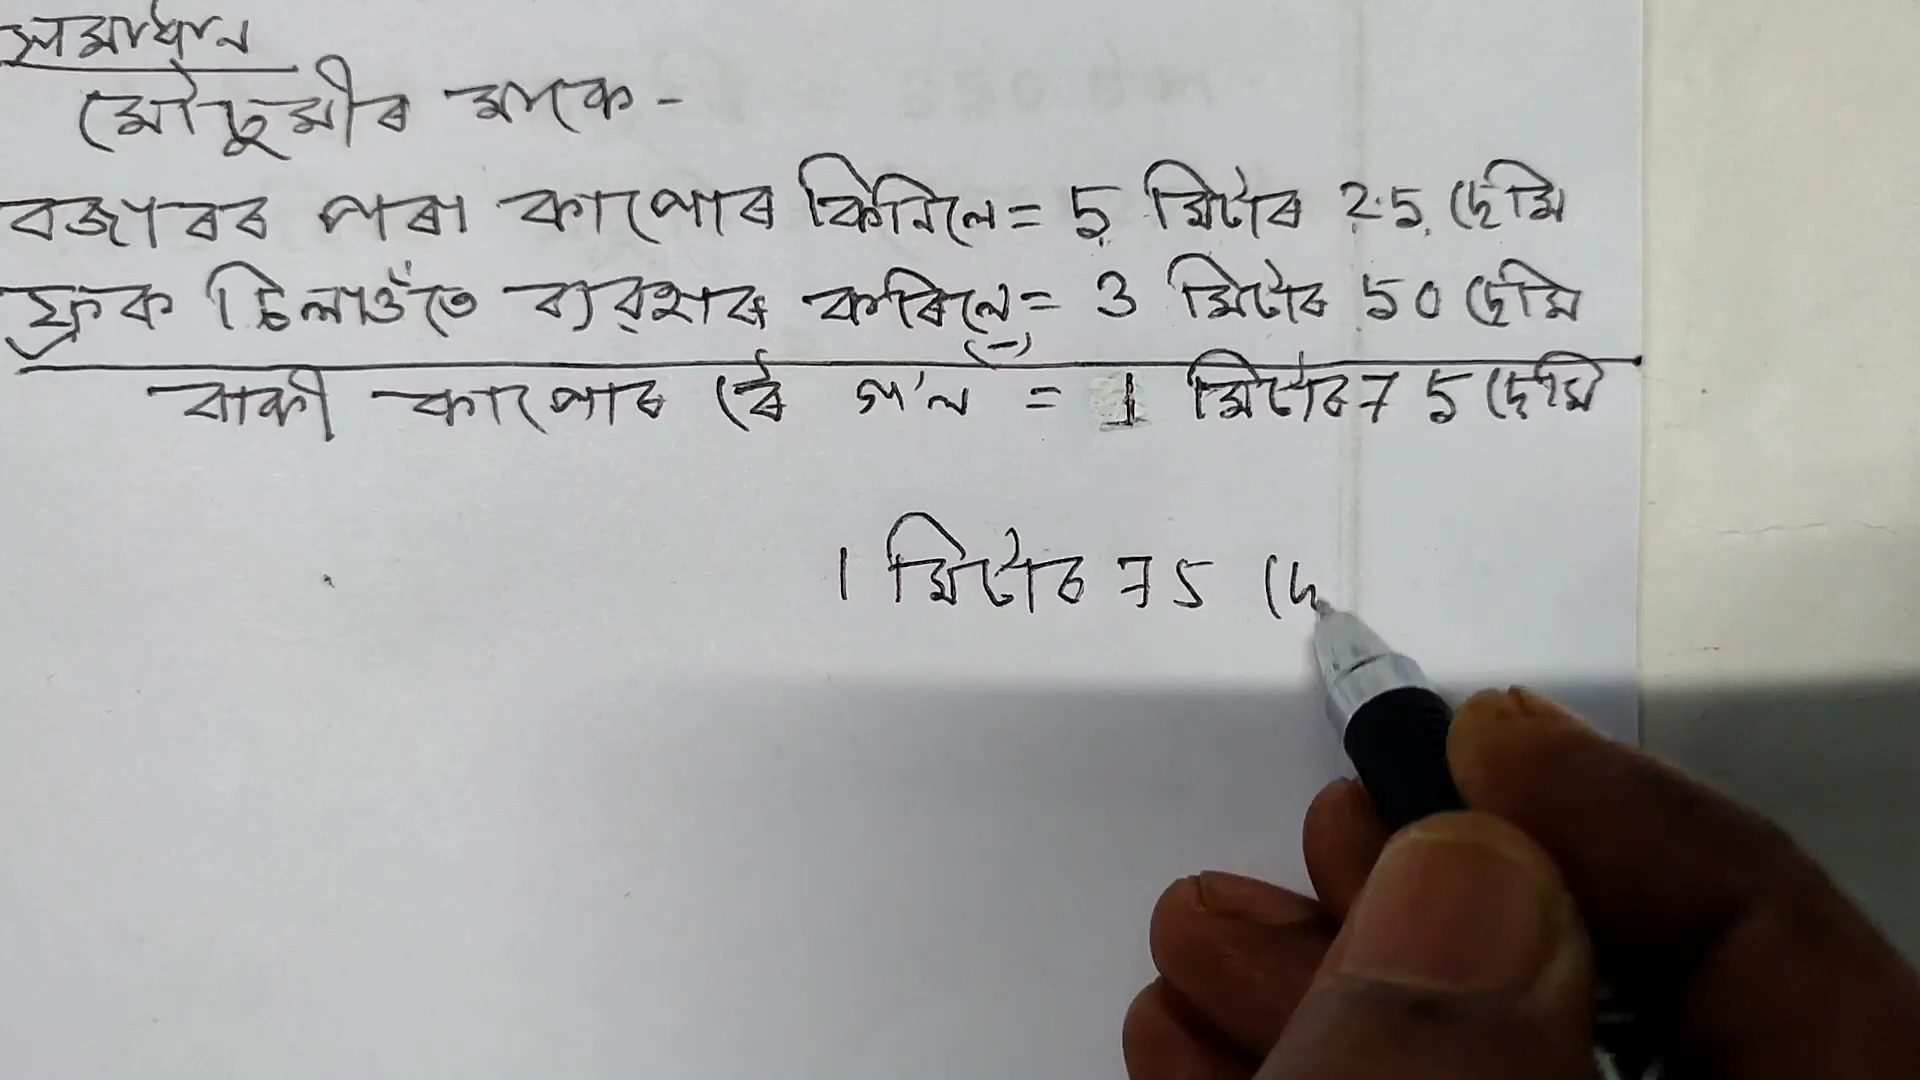 সমাধান
মৌচুমীৰ মাকে-
বজাৰৰ পৰা কাপোৰ কিনিলে= 5 মিটাৰ 25 ছেমি
ফ্ৰক চিলাওঁতে ব্যৱহাৰ কৰিলে= 3 মিটাৰ 50 ছেমি
(-)
বাকী কাপোৰ ৰৈ গ'ল = 1 মিটাৰ 75 ছেমি
1 মিটাৰ 75